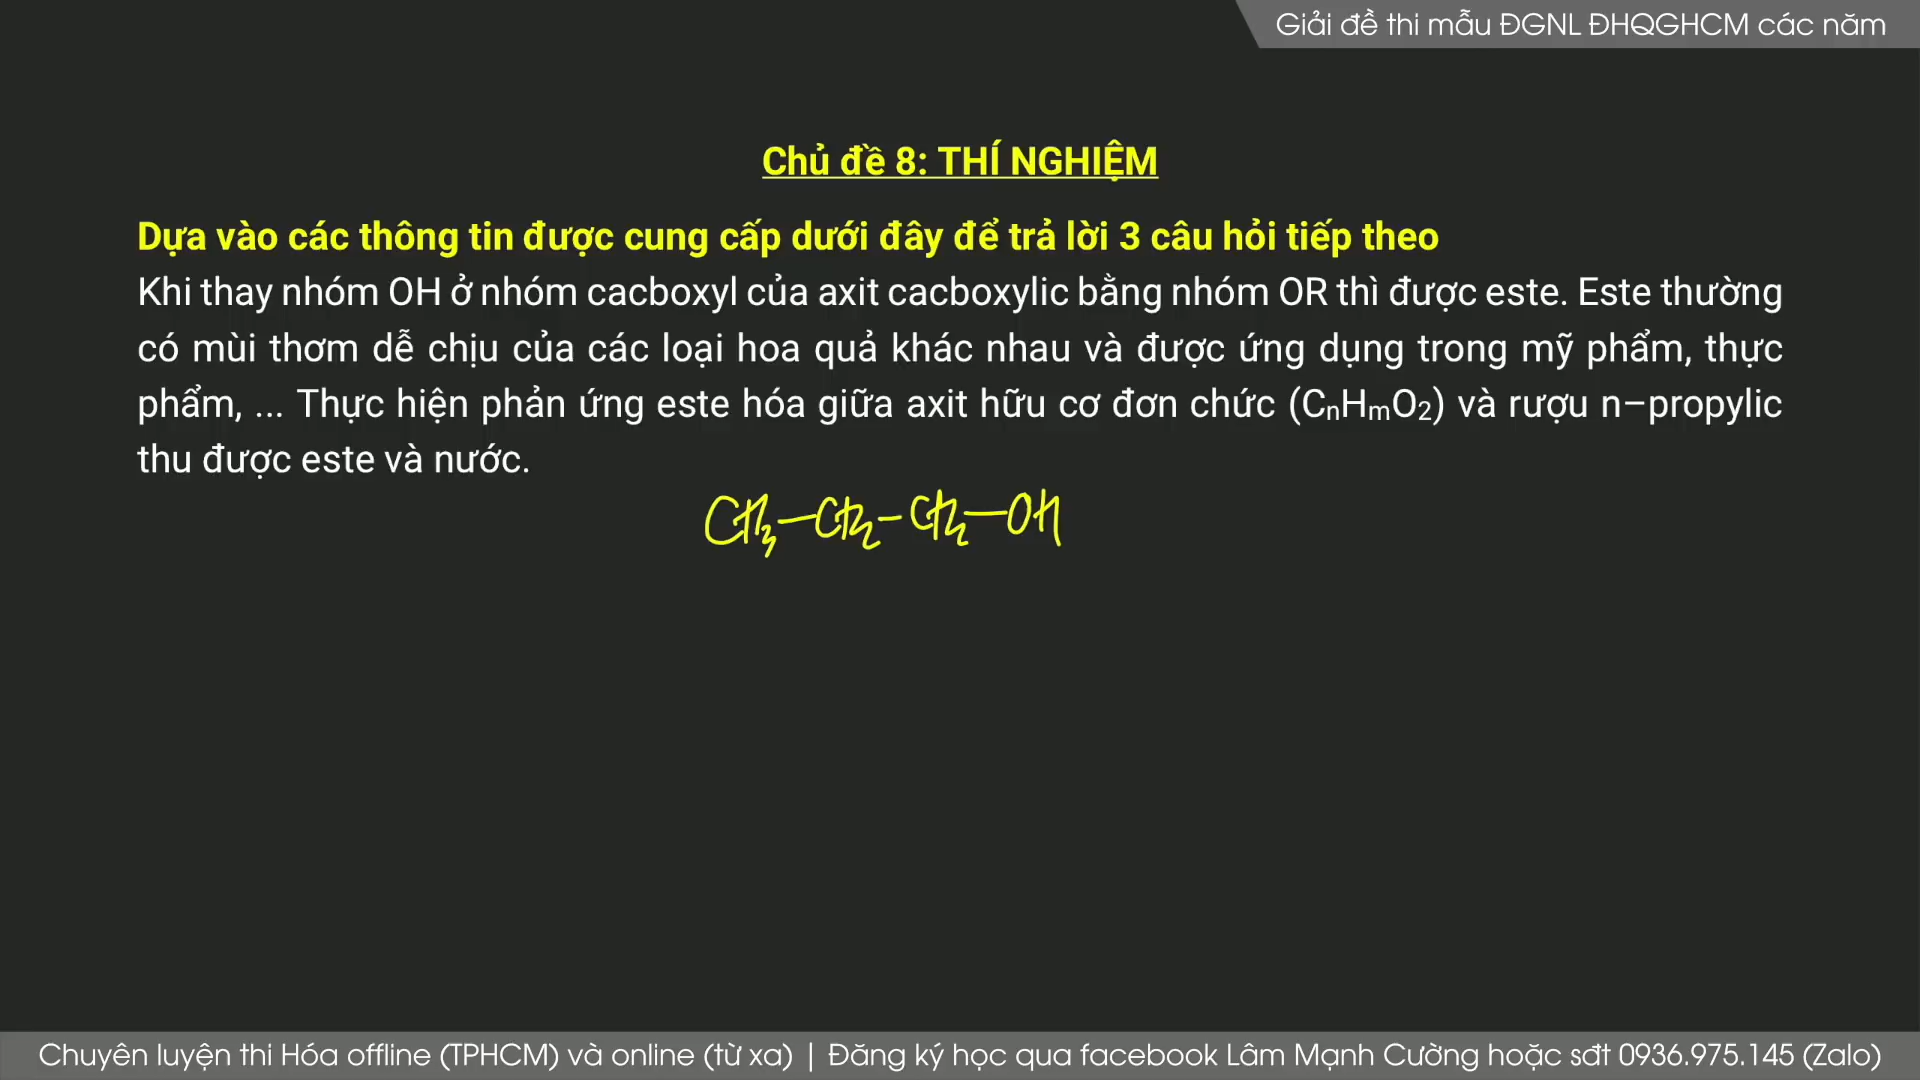 Giải đề thi mẫu ĐGNL ĐHQGHCM các năm
Chủ đề 8: THÍ NGHIỆM
Dựa vào các thông tin được cung cấp dưới đây để trả lời 3 câu hỏi tiếp theo
Khi thay nhóm OH ở nhóm cacboxyl của axit cacboxylic bằng nhóm OR thì được este. Este thường
có mùi thơm dễ chịu của các loại hoa quả khác nhau và được ứng dụng trong mỹ phẩm, thực
phẩm, ... Thực hiện phản ứng este hóa giữa axit hữu cơ đơn chức (CₙHₘO₂) và rượu n–propylic
thu được este và nước.
CH₃–CH₂–CH₂–OH
Chuyên luyện thi Hóa offline (TPHCM) và online (từ xa) | Đăng ký học qua facebook Lâm Mạnh Cường hoặc sđt 0936.975.145 (Zalo)